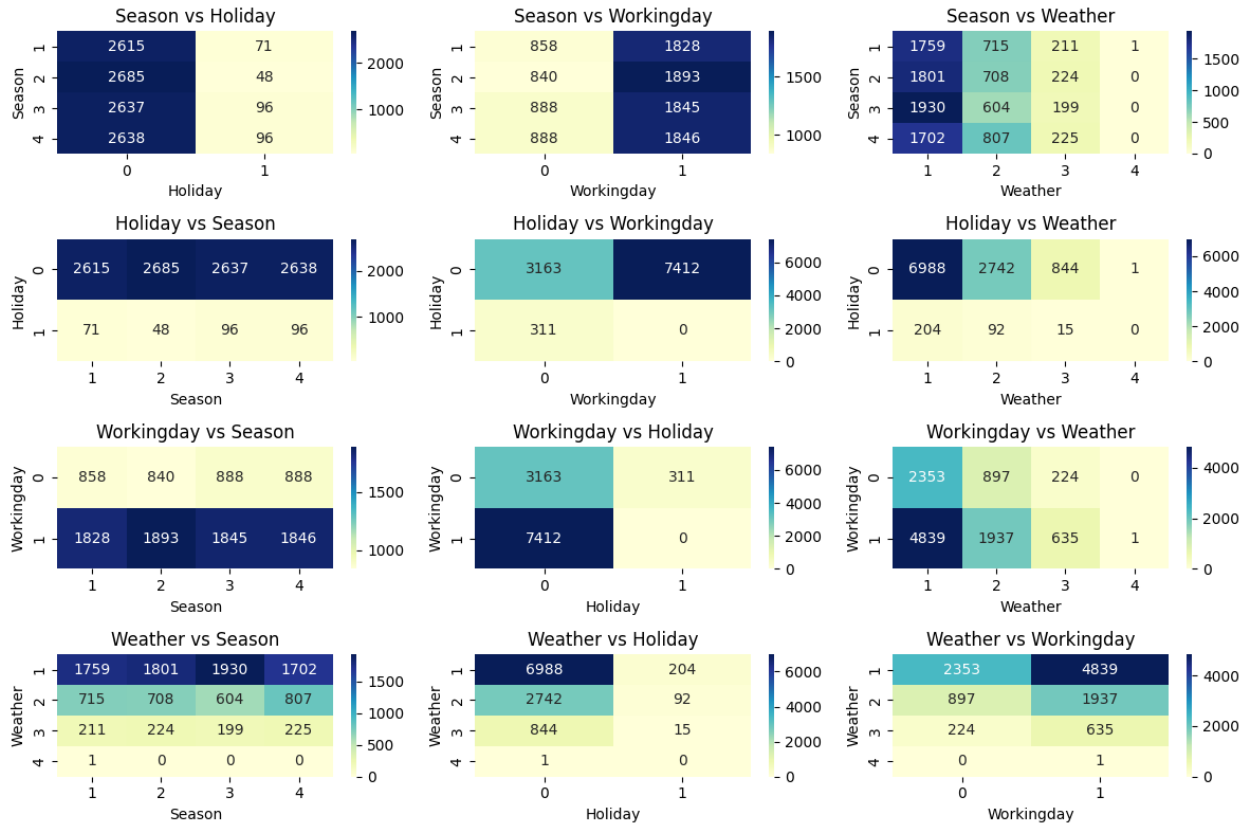 Season vs Holiday
Season
1 2615 71
2 2685 48
3 2637 96
4 2638 96
0 1
Holiday
2000
1000
Season vs Workingday
Season
1 858 1828
2 840 1893
3 888 1845
4 888 1846
0 1
Workingday
1500
1000
Season vs Weather
Season
1 1759 715 211 1
2 1801 708 224 0
3 1930 604 199 0
4 1702 807 225 0
1 2 3 4
Weather
1500
1000
500
0
Holiday vs Season
Holiday
0 2615 2685 2637 2638
1 71 48 96 96
1 2 3 4
Season
2000
1000
Holiday vs Workingday
Holiday
0 3163 7412
1 311 0
0 1
Workingday
6000
4000
2000
0
Holiday vs Weather
Holiday
0 6988 2742 844 1
1 204 92 15 0
1 2 3 4
Weather
6000
4000
2000
0
Workingday vs Season
Workingday
0 858 840 888 888
1 1828 1893 1845 1846
1 2 3 4
Season
1500
1000
Workingday vs Holiday
Workingday
0 3163 311
1 7412 0
0 1
Holiday
6000
4000
2000
0
Workingday vs Weather
Workingday
0 2353 897 224 0
1 4839 1937 635 1
1 2 3 4
Weather
4000
2000
0
Weather vs Season
Weather
1 1759 1801 1930 1702
2 715 708 604 807
3 211 224 199 225
4 1 0 0 0
1 2 3 4
Season
1500
1000
500
0
Weather vs Holiday
Weather
1 6988 204
2 2742 92
3 844 15
4 1 0
0 1
Holiday
6000
4000
2000
0
Weather vs Workingday
Weather
1 2353 4839
2 897 1937
3 224 635
4 0 1
0 1
Workingday
4000
2000
0